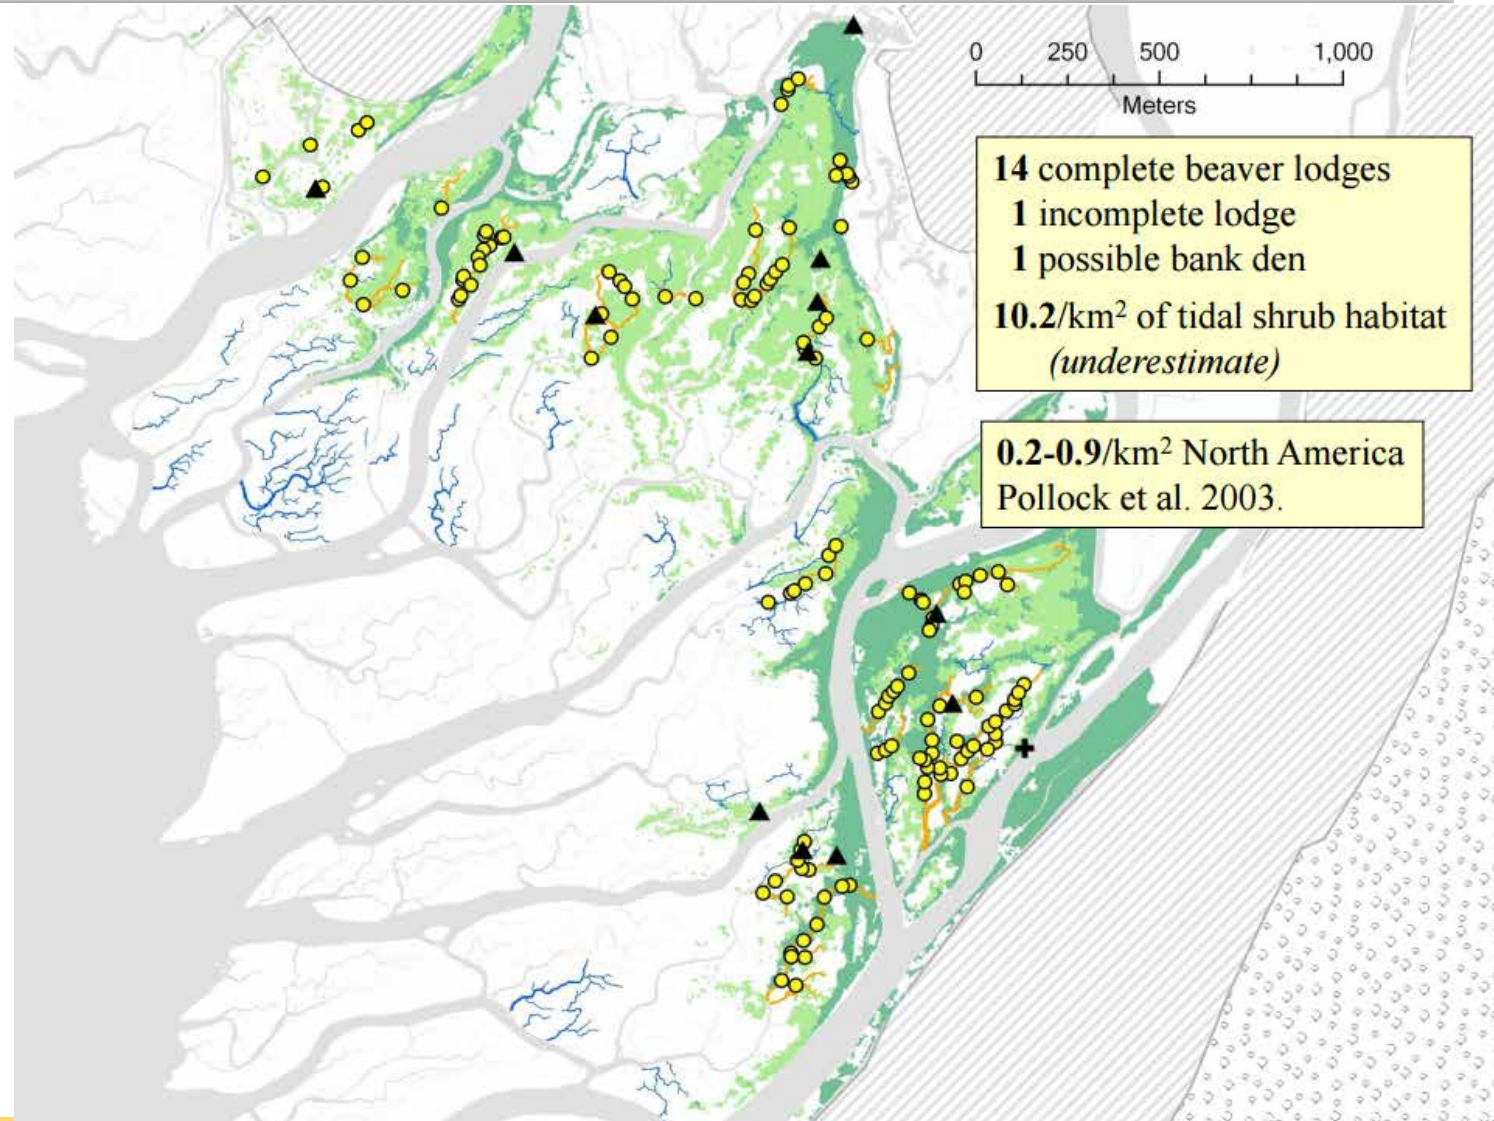 0 250 500 1,000
Meters
14 complete beaver lodges
1 incomplete lodge
1 possible bank den
10.2/km² of tidal shrub habitat
(underestimate)
0.2-0.9/km² North America
Pollock et al. 2003.